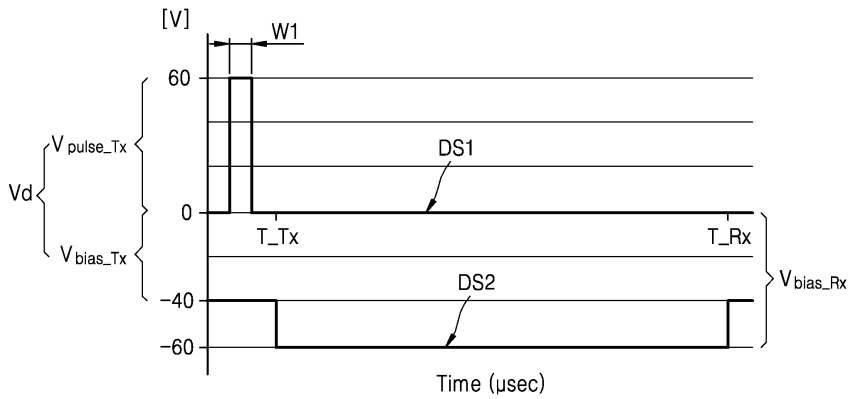 [V]
W1
60
V pulse_Tx
DS1
Vd
0
T_Tx
T_Rx
V bias_Tx
DS2
V bias_Rx
−40
−60
Time (μsec)